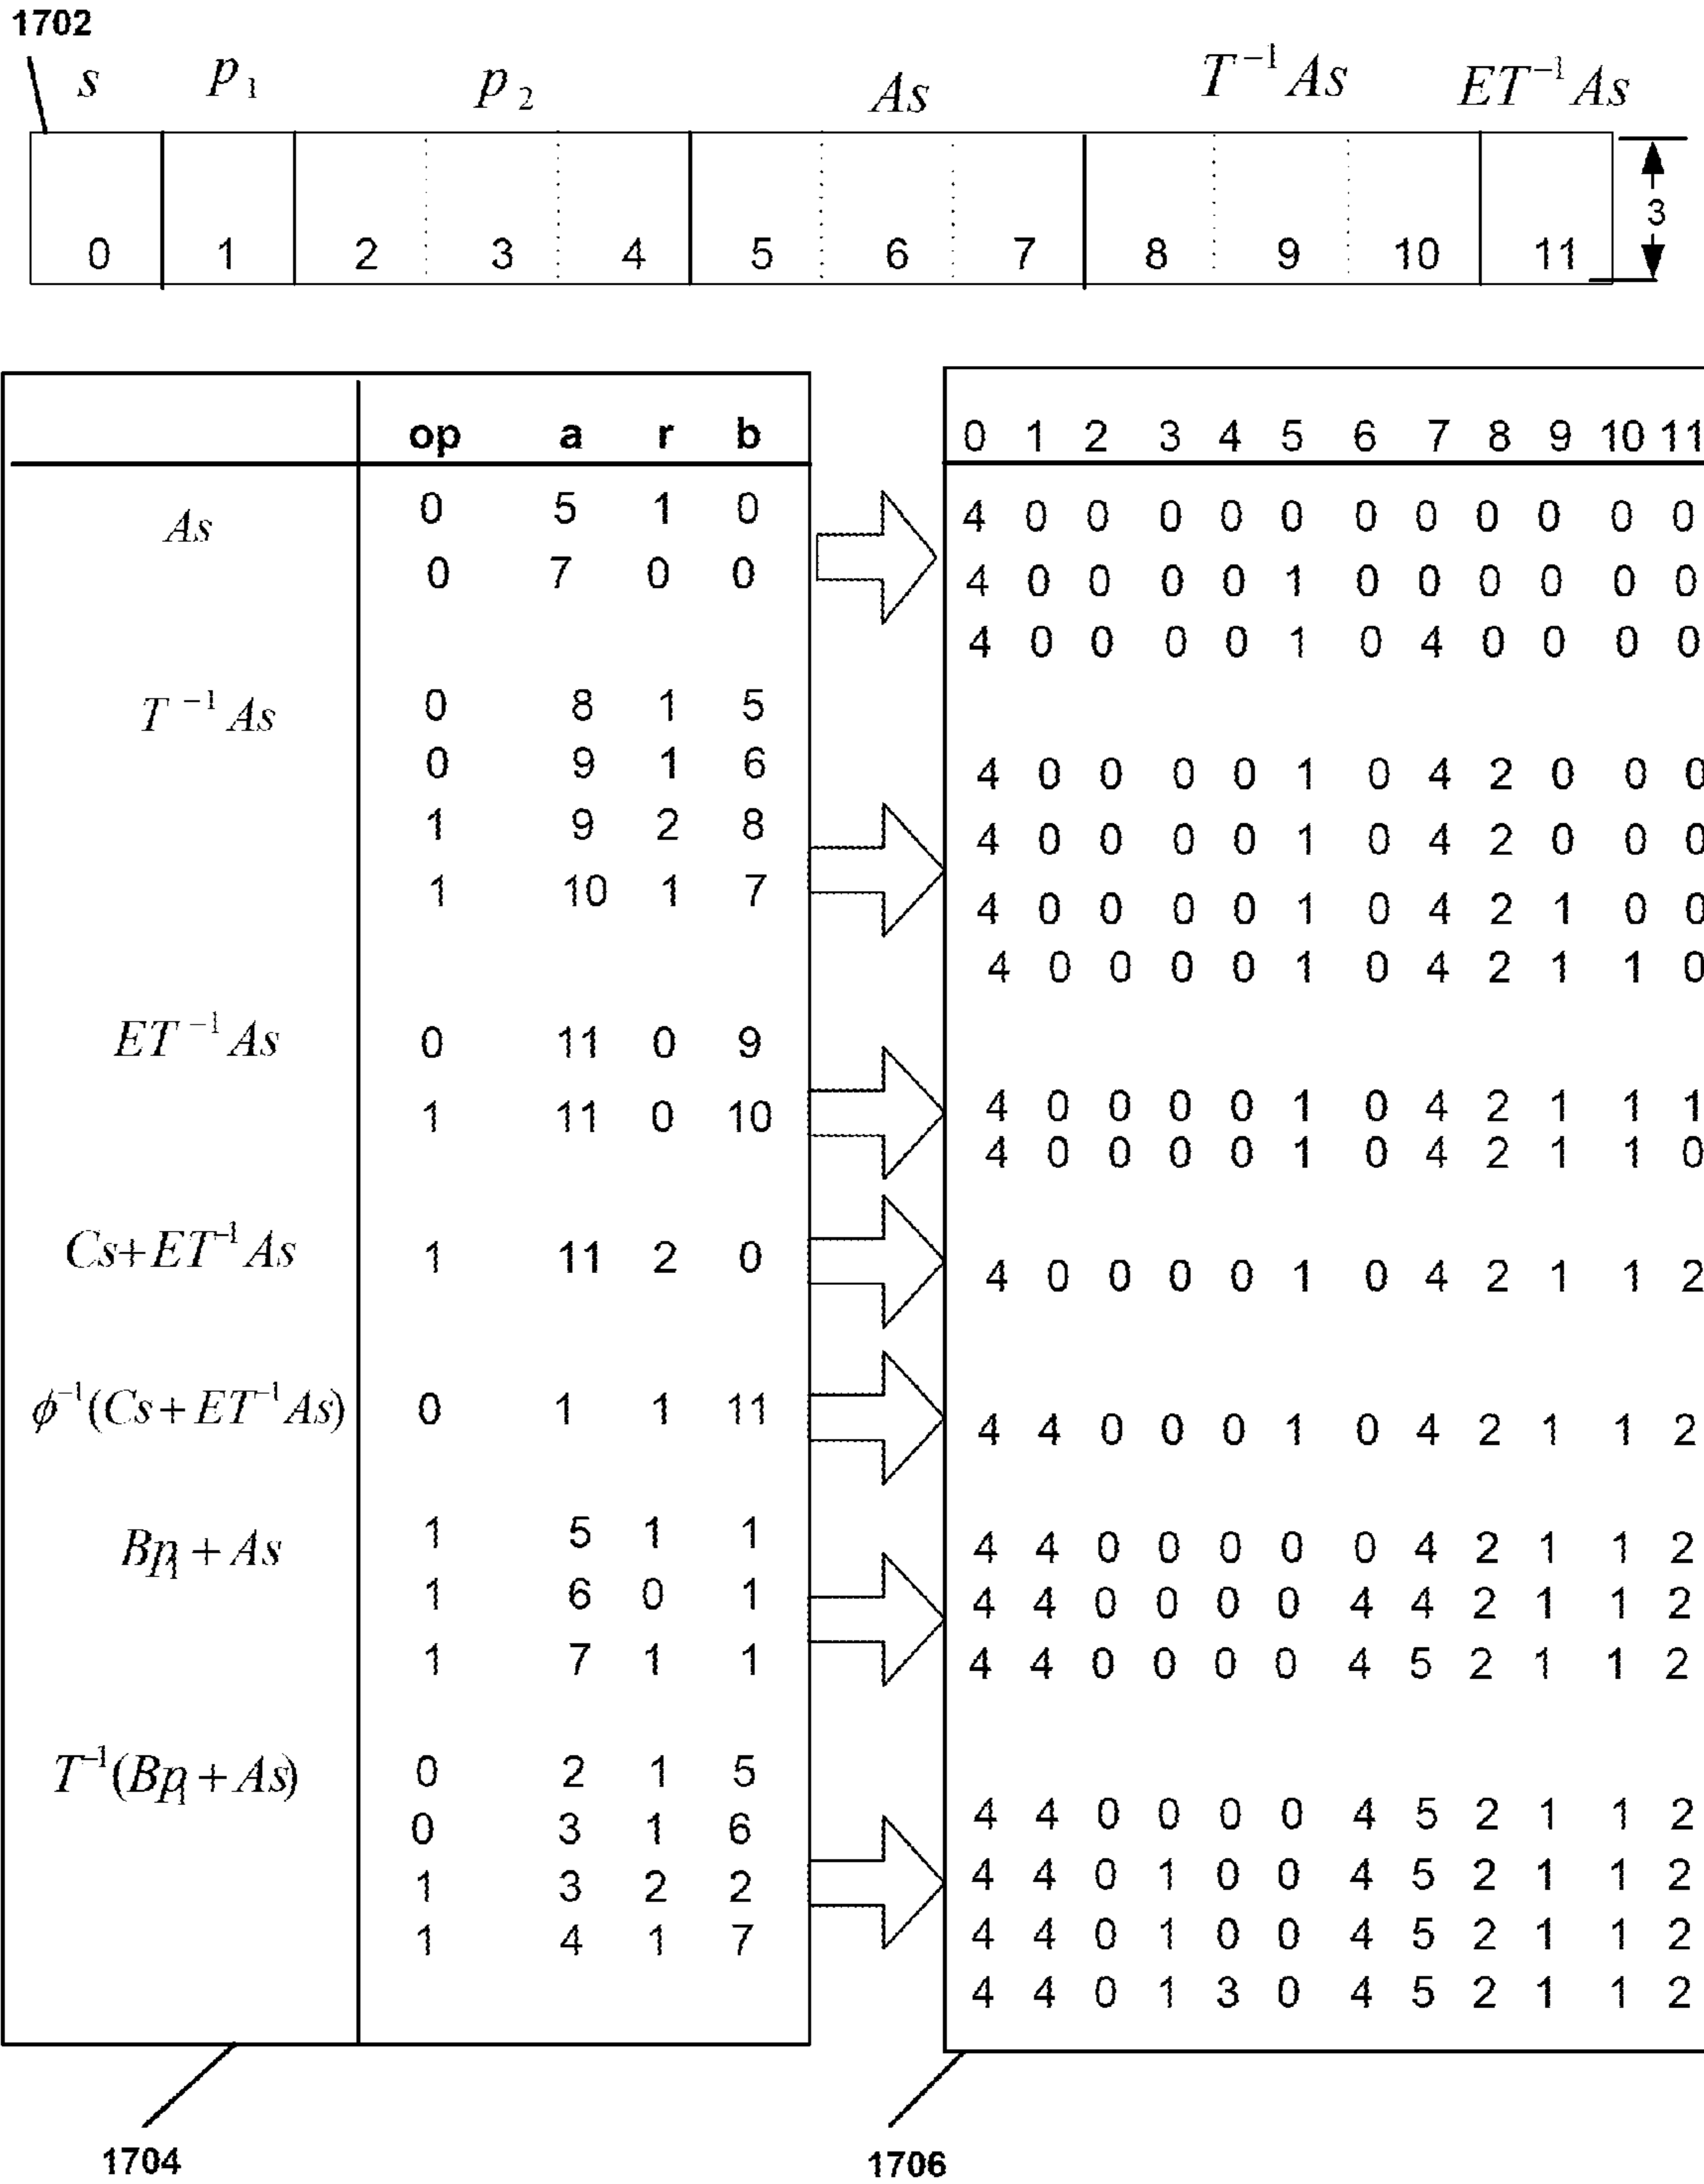 1702
s p₁ p₂ As T⁻¹As ET⁻¹As
0 1 2 3 4 5 6 7 8 9 10 11
3
op a r b
0 1 2 3 4 5 6 7 8 9 10 11
As
0 5 1 0
4 0 0 0 0 0 0 0 0 0 0 0
0 7 0 0
4 0 0 0 0 1 0 0 0 0 0 0
4 0 0 0 0 1 0 4 0 0 0 0
T⁻¹As
0 8 1 5
0 9 1 6
4 0 0 0 0 1 0 4 2 0 0 0
1 9 2 8
4 0 0 0 0 1 0 4 2 0 0 0
1 10 1 7
4 0 0 0 0 1 0 4 2 1 0 0
4 0 0 0 0 1 0 4 2 1 1 0
ET⁻¹As
0 11 0 9
1 11 0 10
4 0 0 0 0 1 0 4 2 1 1 1
4 0 0 0 0 1 0 4 2 1 1 0
Cs+ET⁻¹As
1 11 2 0
4 0 0 0 0 1 0 4 2 1 1 2
ϕ⁻¹(Cs+ET⁻¹As)
0 1 1 11
4 4 0 0 0 1 0 4 2 1 1 2
Bp₁+As
1 5 1 1
4 4 0 0 0 0 0 4 2 1 1 2
1 6 0 1
4 4 0 0 0 0 4 4 2 1 1 2
1 7 1 1
4 4 0 0 0 0 4 5 2 1 1 2
T⁻¹(Bp₁+As)
0 2 1 5
4 4 0 0 0 0 4 5 2 1 1 2
0 3 1 6
4 4 0 1 0 0 4 5 2 1 1 2
1 3 2 2
4 4 0 1 0 0 4 5 2 1 1 2
1 4 1 7
4 4 0 1 3 0 4 5 2 1 1 2
1704
1706